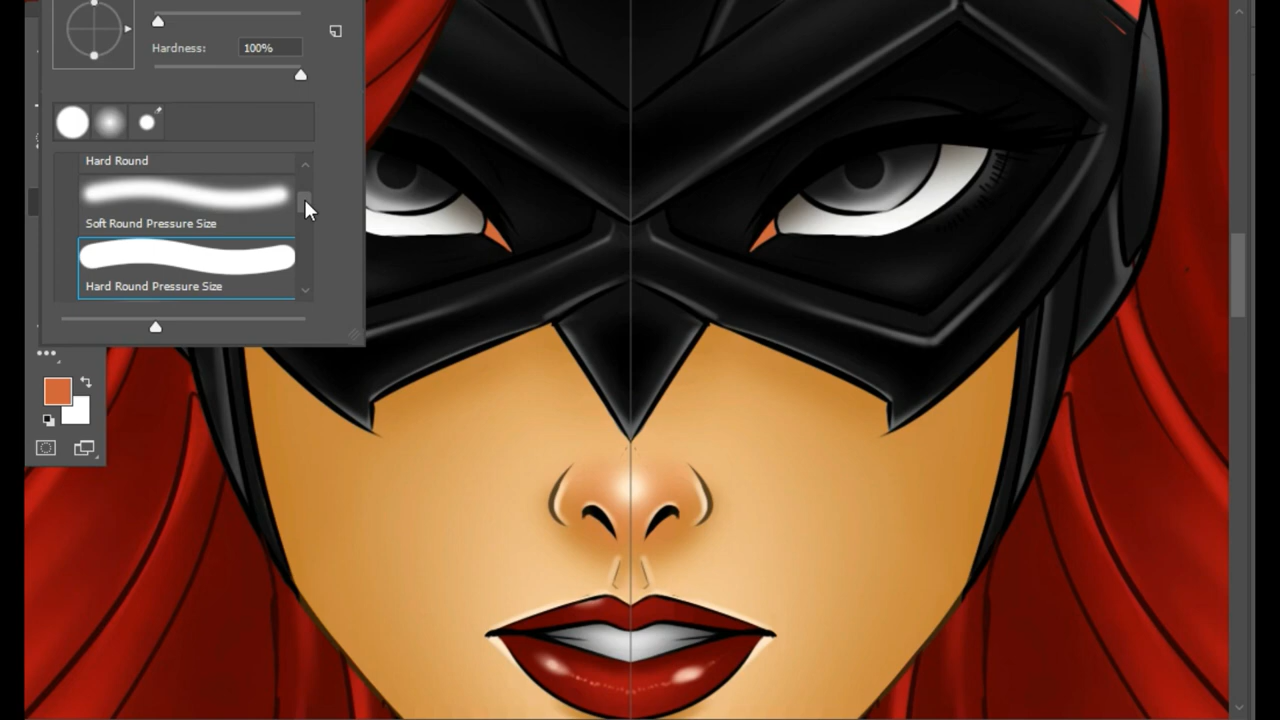 Hardness:
100%
Hard Round
Soft Round Pressure Size
Hard Round Pressure Size